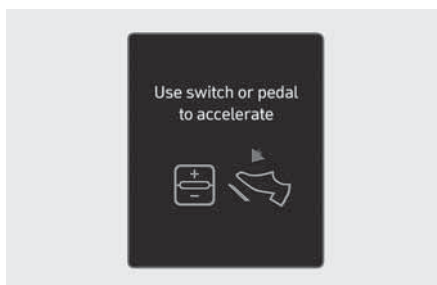 Use switch or pedal
to accelerate
+
−